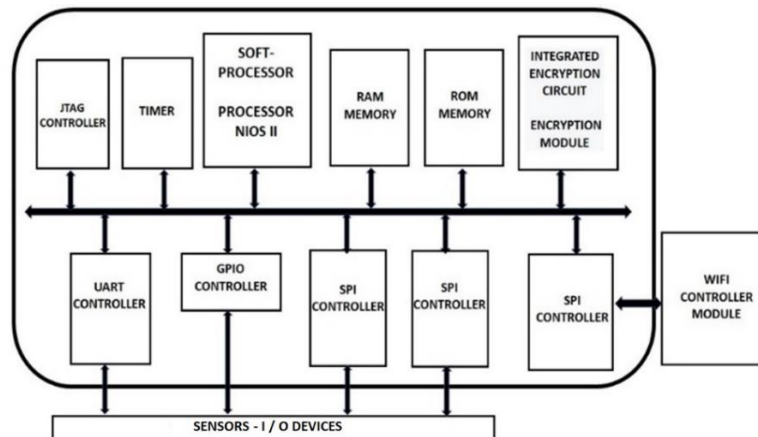 JTAG
CONTROLLER
TIMER
SOFT-
PROCESSOR
PROCESSOR
NIOS II
RAM
MEMORY
ROM
MEMORY
INTEGRATED
ENCRYPTION
CIRCUIT
ENCRYPTION
MODULE
UART
CONTROLLER
GPIO
CONTROLLER
SPI
CONTROLLER
SPI
CONTROLLER
SPI
CONTROLLER
WIFI
CONTROLLER
MODULE
SENSORS - I / O DEVICES